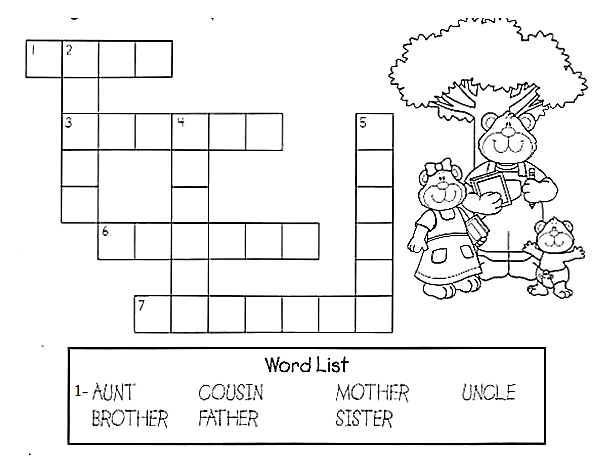 1 2
3 4 5
6
7
Word List
1- AUNT COUSIN MOTHER UNCLE
BROTHER FATHER SISTER